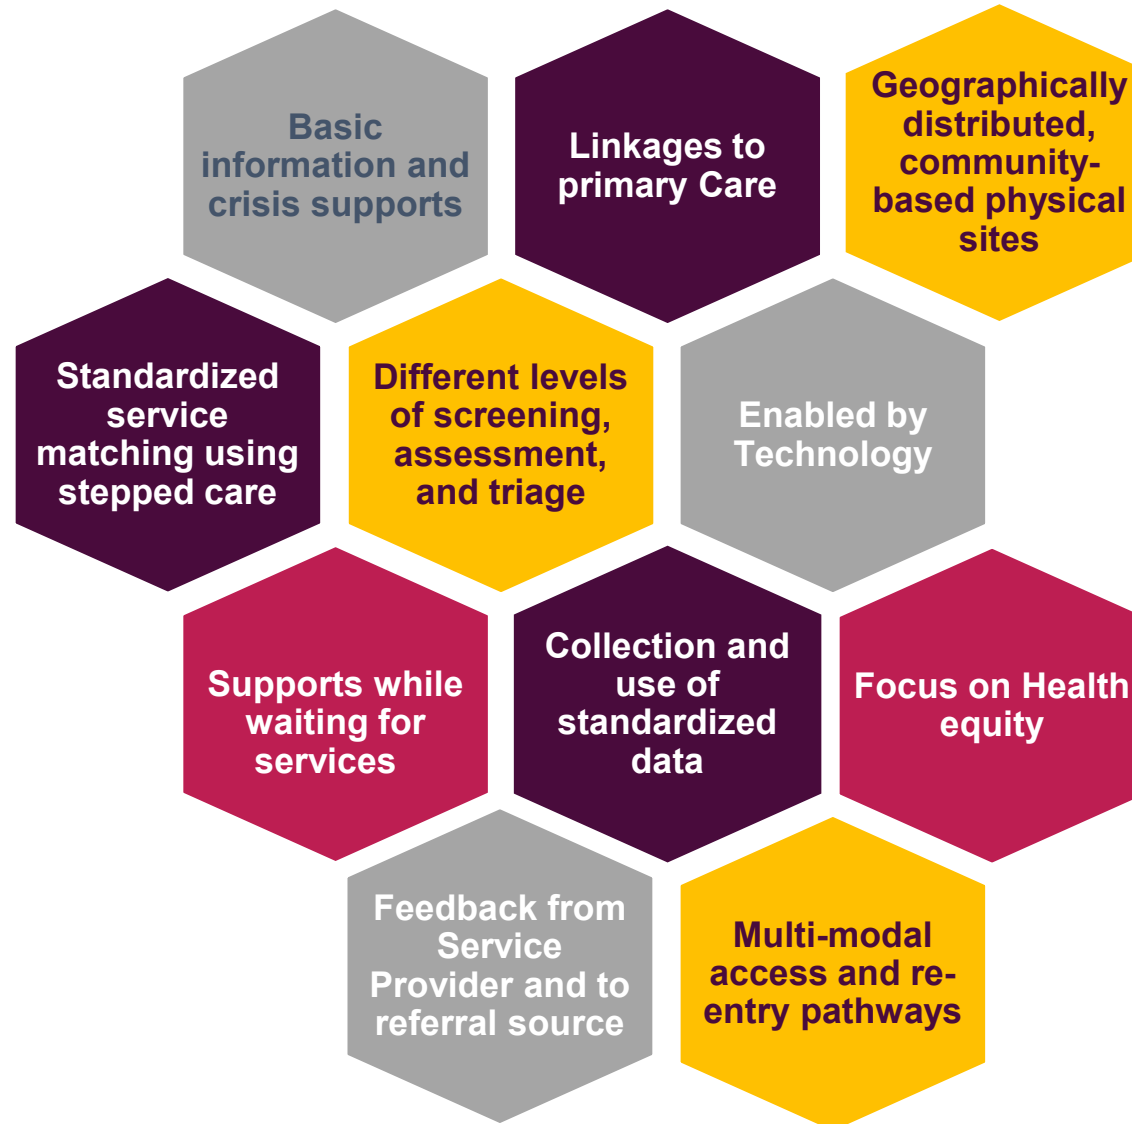 Basic
information and
crisis supports
Linkages to
primary Care
Geographically
distributed,
community-
based physical
sites
Standardized
service
matching using
stepped care
Different levels
of screening,
assessment,
and triage
Enabled by
Technology
Supports while
waiting for
services
Collection and
use of
standardized
data
Focus on Health
equity
Feedback from
Service
Provider and to
referral source
Multi-modal
access and re-
entry pathways